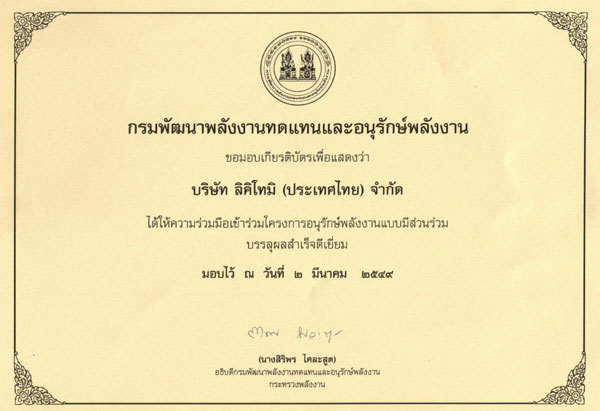 กรมพัฒนาพลังงานทดแทนและอนุรักษ์พลังงาน
ขอมอบเกียรติบัตรเพื่อแสดงว่า
บริษัท ลิคิโทมิ (ประเทศไทย) จำกัด
ได้ให้ความร่วมมือเข้าร่วมโครงการอนุรักษ์พลังงานแบบมีส่วนร่วม
บรรลุผลสำเร็จดีเยี่ยม
มอบไว้ ณ วันที่ ๒ มีนาคม ๒๕๔๙
(นางสิริพร ไศละสูต)
อธิบดีกรมพัฒนาพลังงานทดแทนและอนุรักษ์พลังงาน
กระทรวงพลังงาน